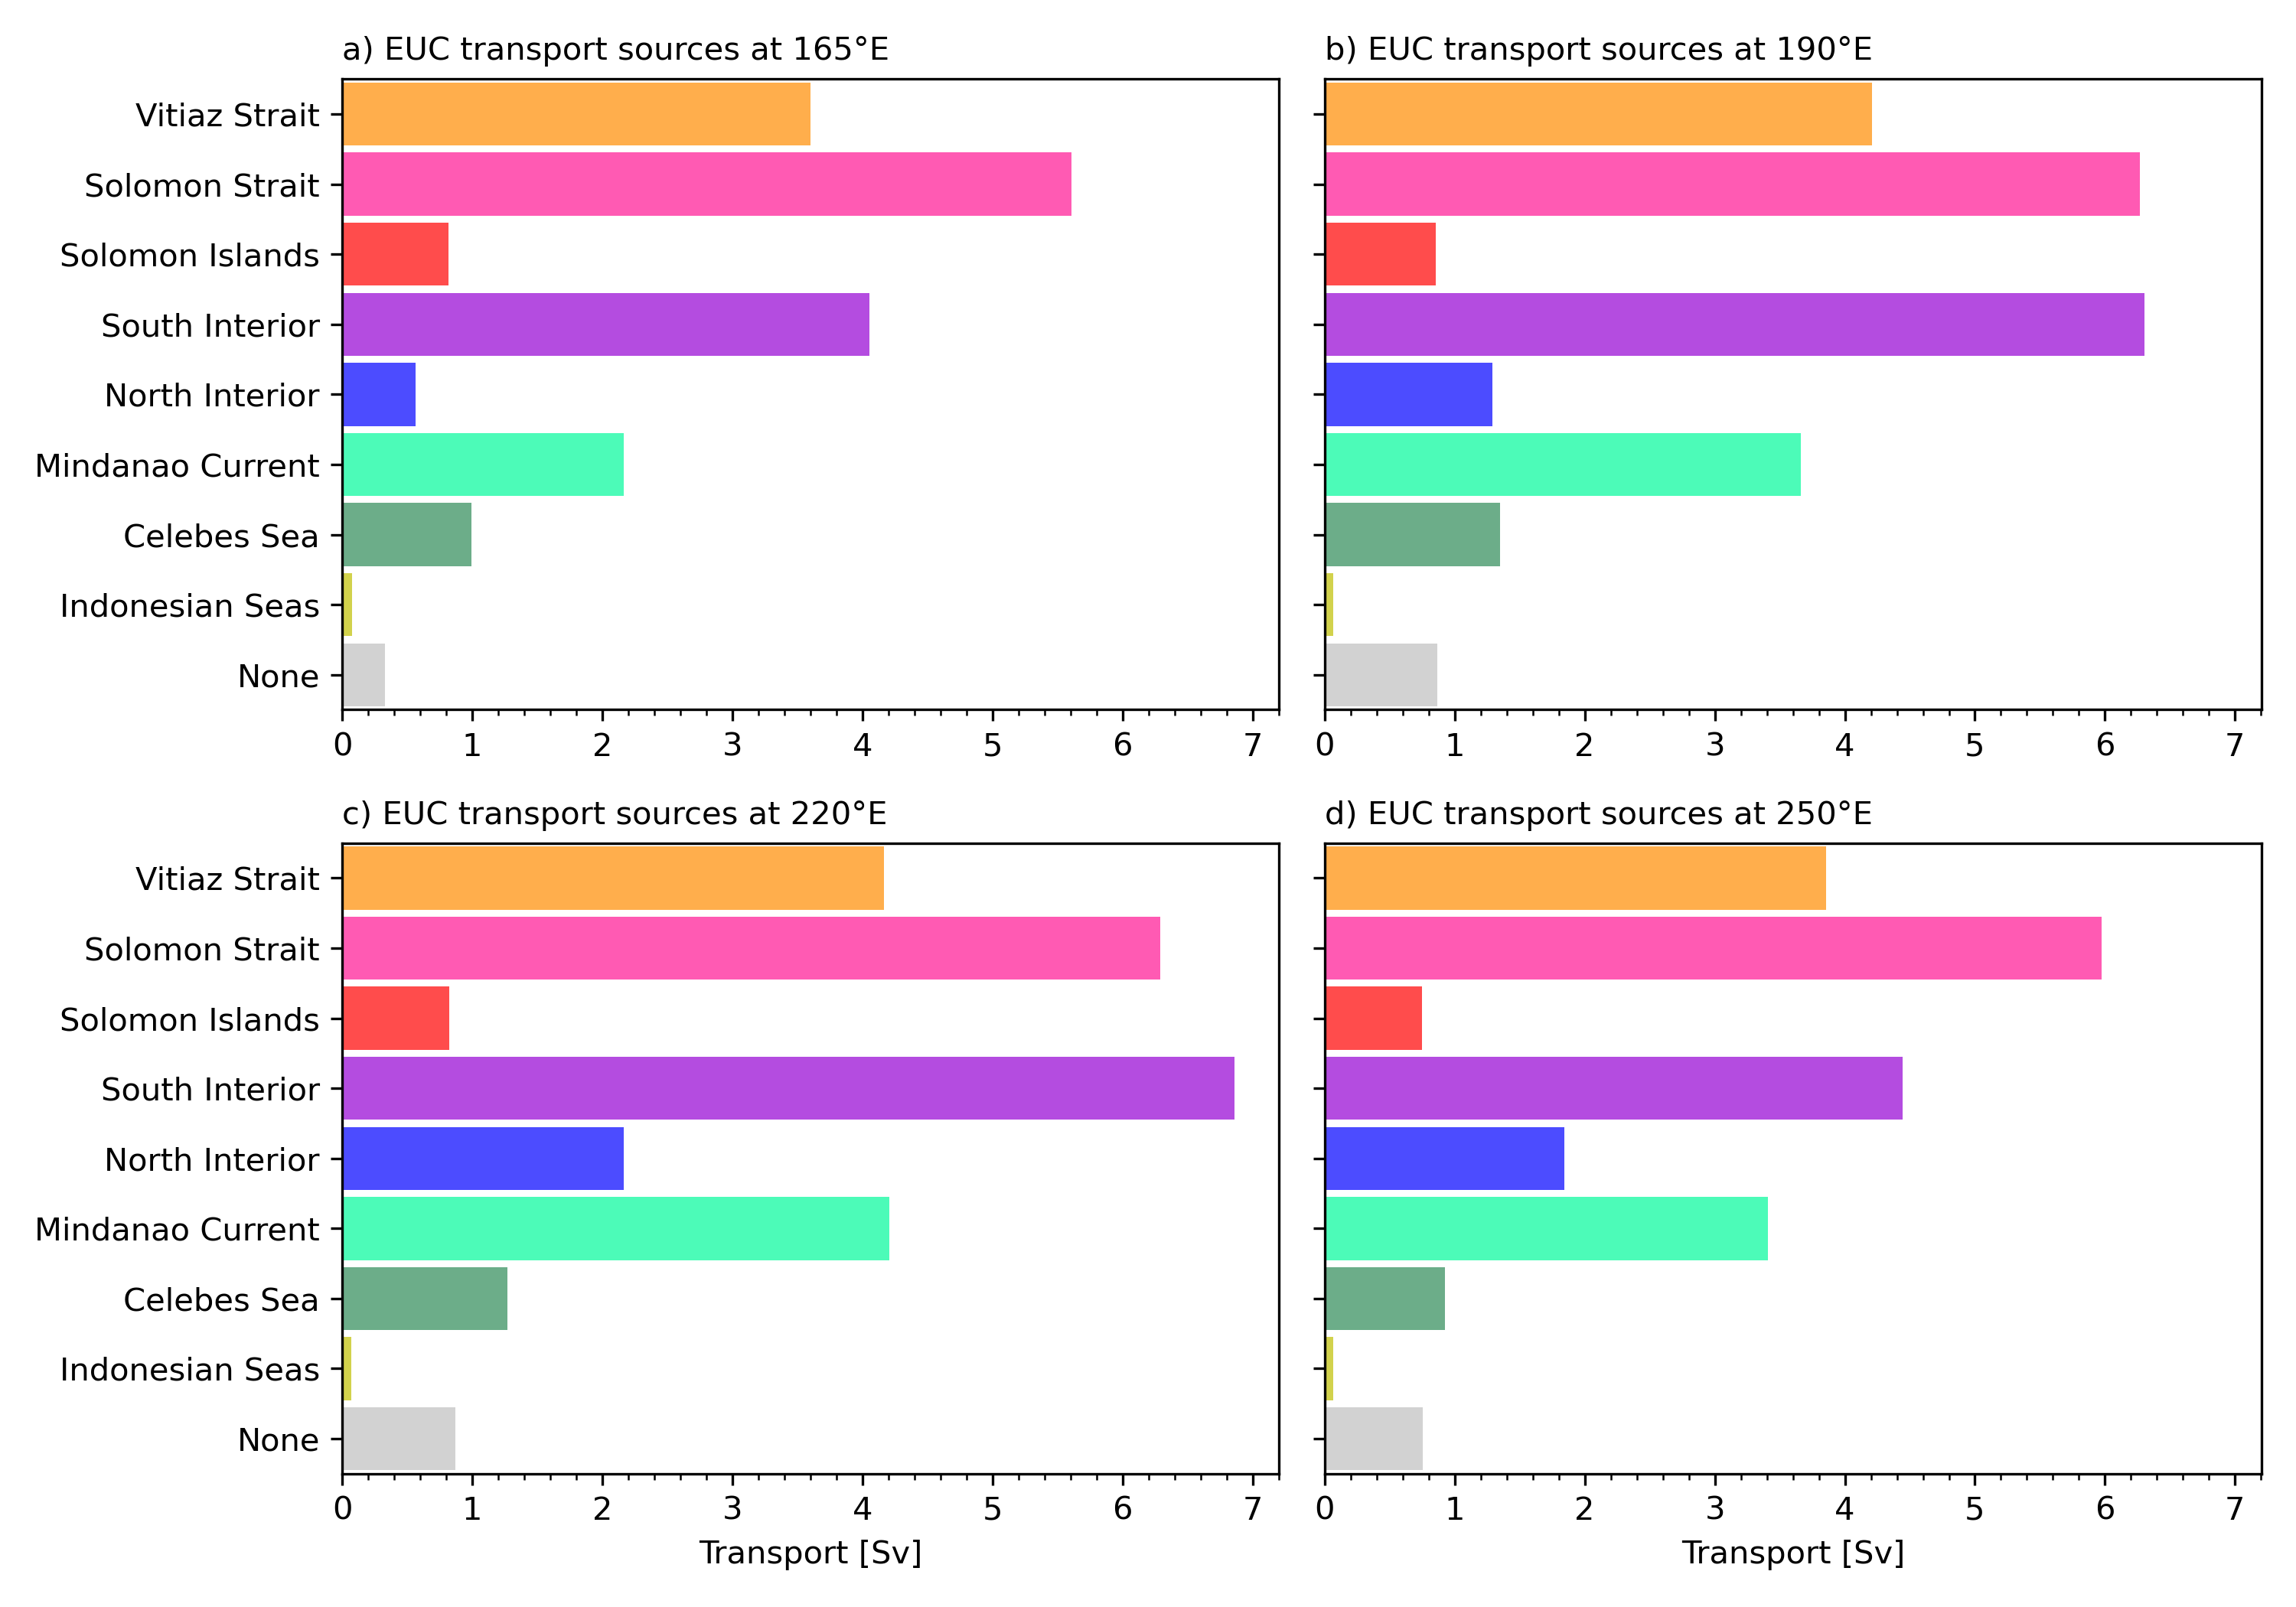 a) EUC transport sources at 165°E
Vitiaz Strait
Solomon Strait
Solomon Islands
South Interior
North Interior
Mindanao Current
Celebes Sea
Indonesian Seas
None
0 1 2 3 4 5 6 7
b) EUC transport sources at 190°E
0 1 2 3 4 5 6 7
c) EUC transport sources at 220°E
Vitiaz Strait
Solomon Strait
Solomon Islands
South Interior
North Interior
Mindanao Current
Celebes Sea
Indonesian Seas
None
0 1 2 3 4 5 6 7
Transport [Sv]
d) EUC transport sources at 250°E
0 1 2 3 4 5 6 7
Transport [Sv]